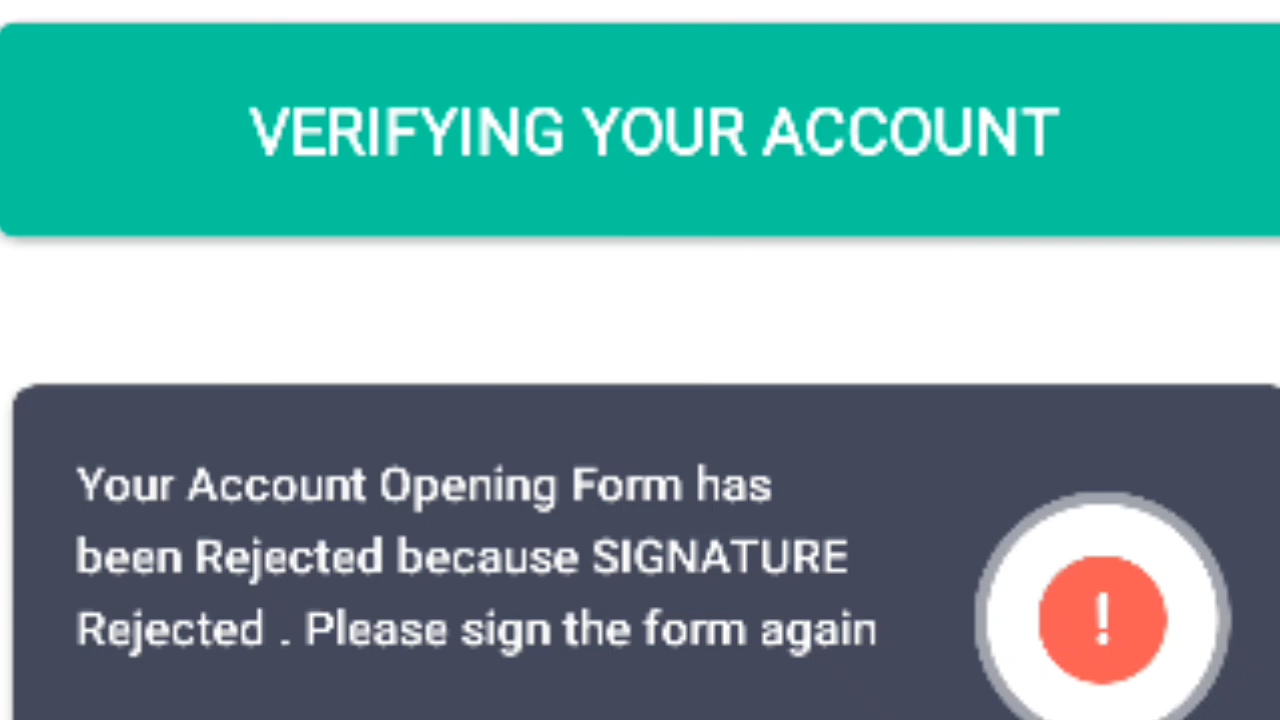 VERIFYING YOUR ACCOUNT
Your Account Opening Form has
been Rejected because SIGNATURE
Rejected . Please sign the form again
!